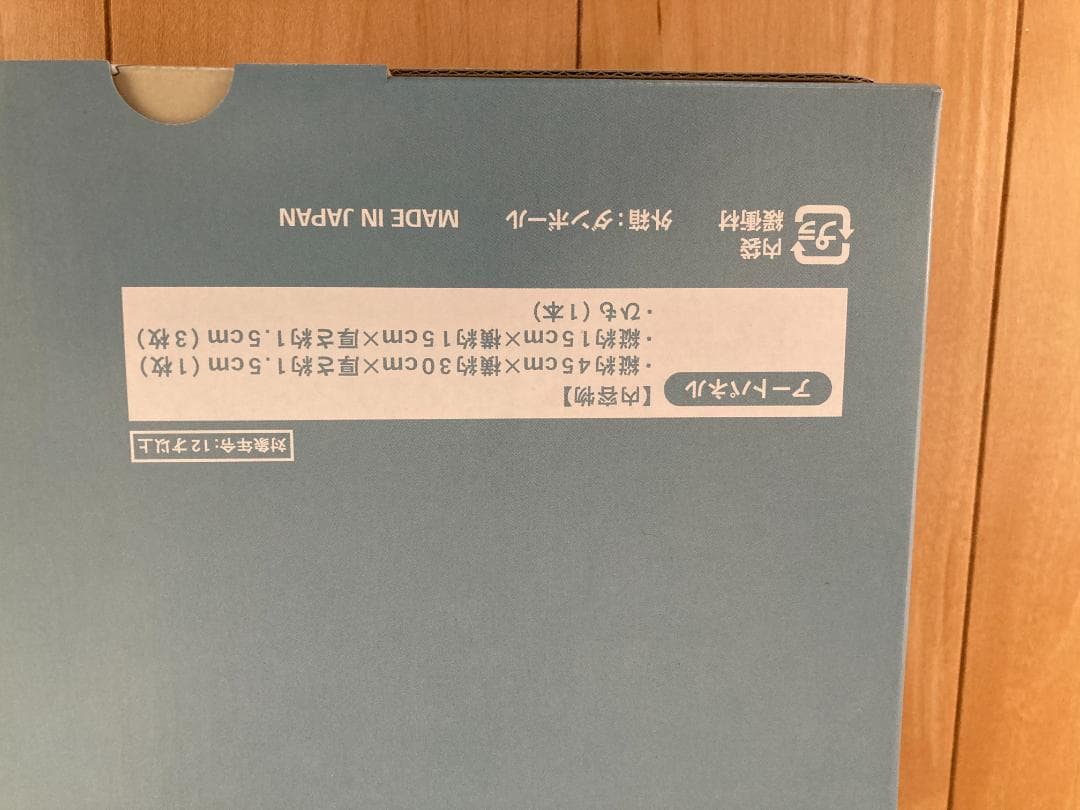 対象年令:12才以上
アートパネル
【内容物】
・縦約45cm×横約30cm×厚さ約1.5cm (1枚)
・縦約15cm×横約15cm×厚さ約1.5cm (3枚)
・ひも (1本)
プラ
内袋
緩衝材
外箱:ダンボール
MADE IN JAPAN